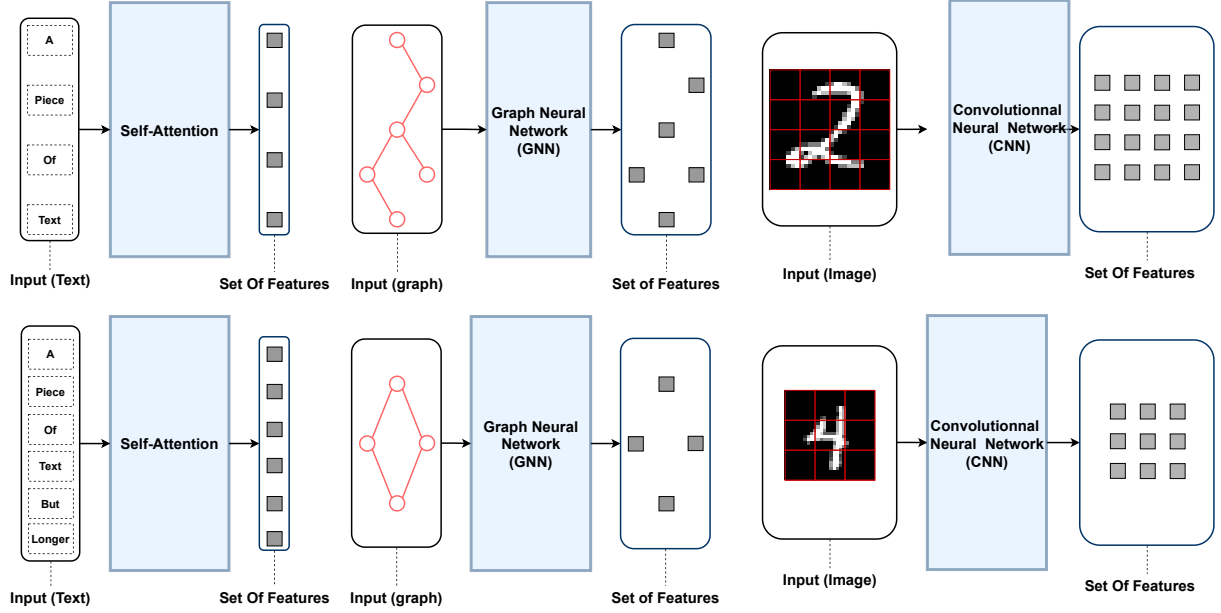 A
Piece
Of
Text
Input (Text)
Self-Attention
Set Of Features
Input (graph)
Graph Neural
Network
(GNN)
Set of Features
2
Input (Image)
Convolutionnal
Neural Network
(CNN)
Set Of Features
A
Piece
Of
Text
But
Longer
Input (Text)
Self-Attention
Set Of Features
Input (graph)
Graph Neural
Network
(GNN)
Set of Features
4
Input (Image)
Convolutionnal
Neural Network
(CNN)
Set Of Features